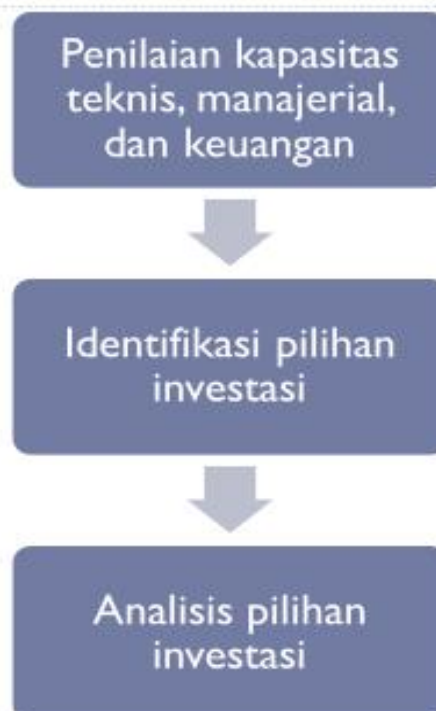 Penilaian kapasitas
teknis, manajerial,
dan keuangan
Identifikasi pilihan
investasi
Analisis pilihan
investasi